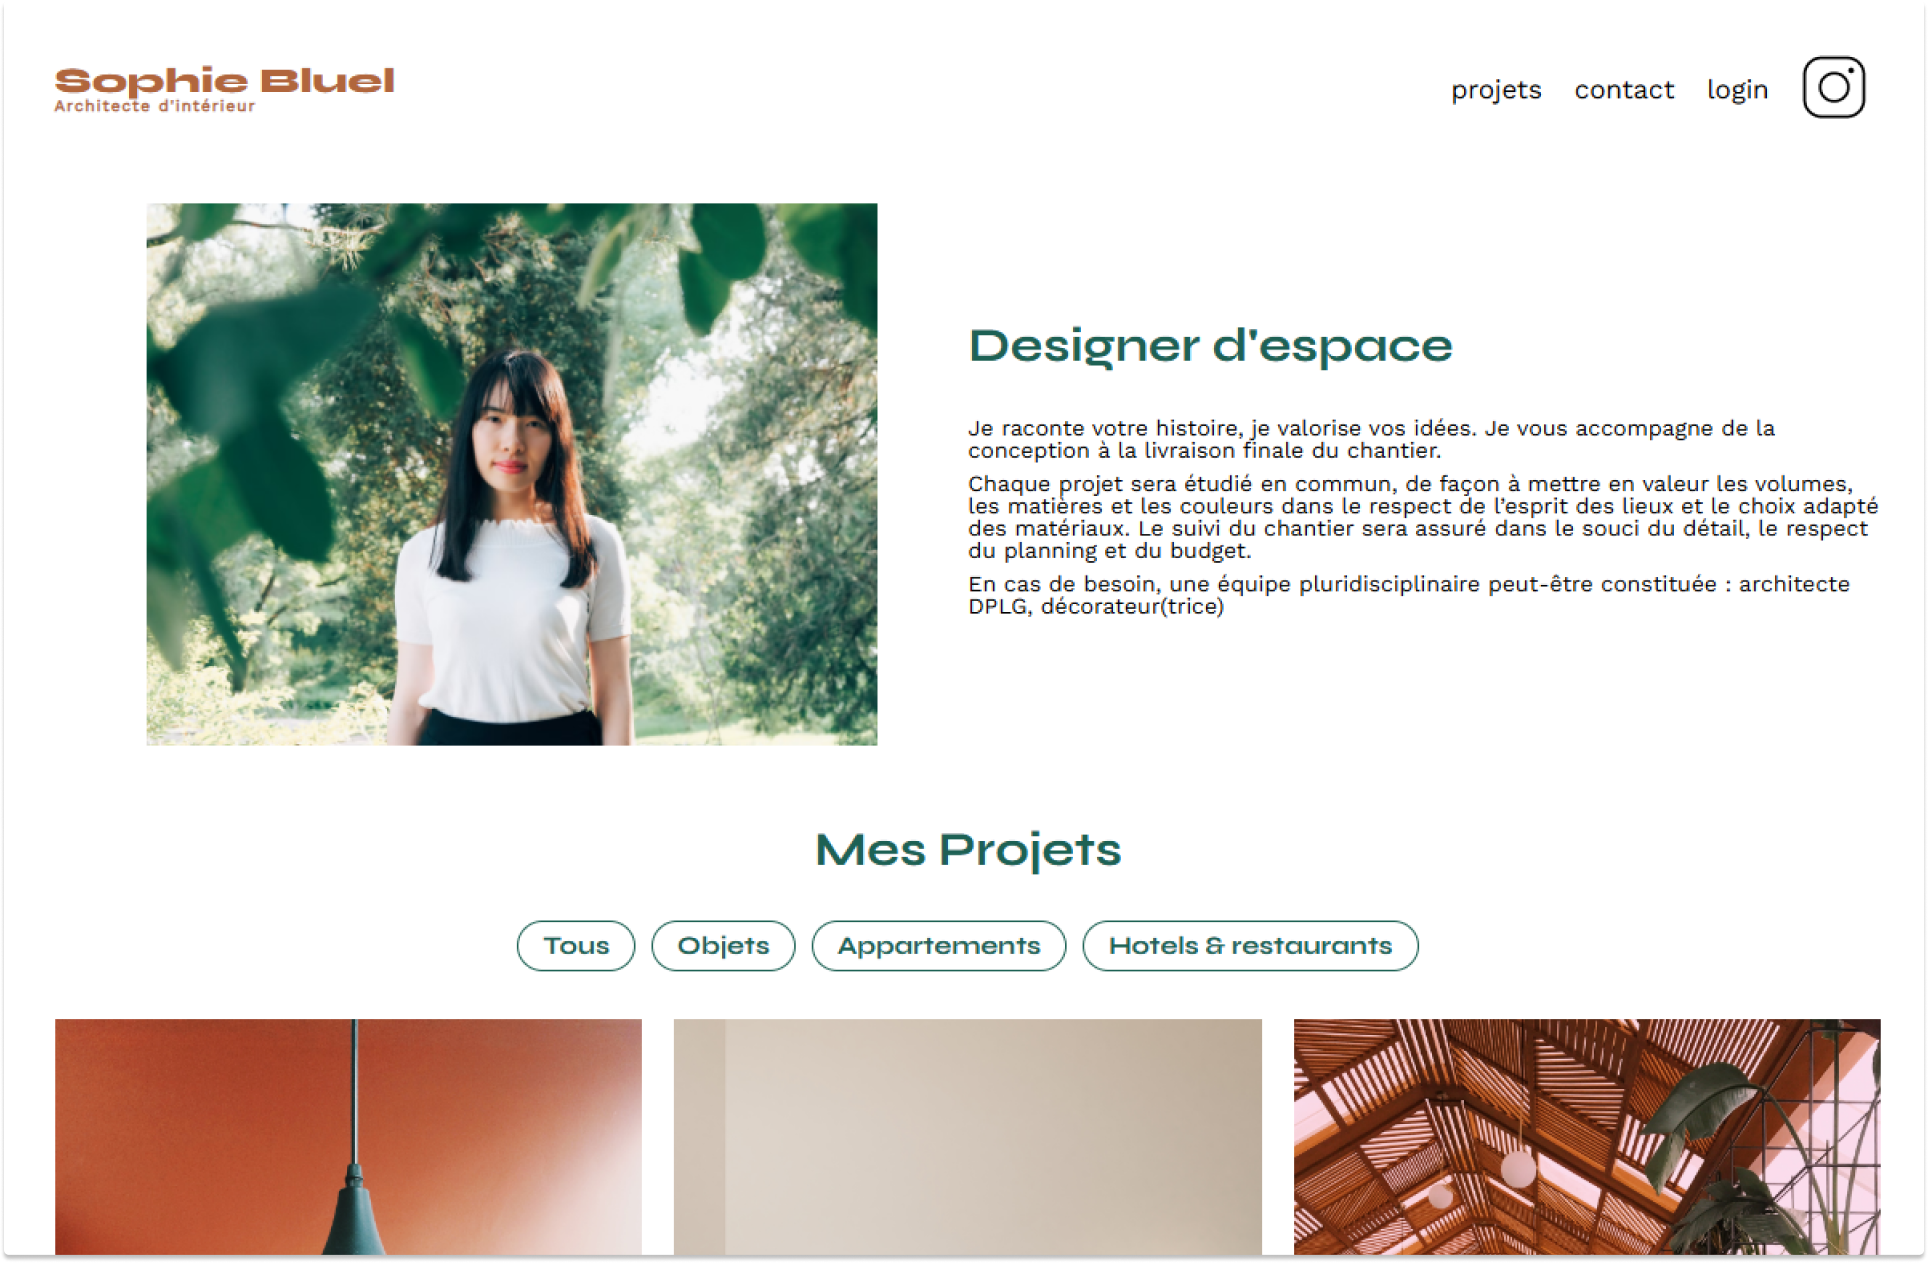 Sophie Bluel
Architecte d'intérieur
projets contact login
Designer d'espace
Je raconte votre histoire, je valorise vos idées. Je vous accompagne de la
conception à la livraison finale du chantier.
Chaque projet sera étudié en commun, de façon à mettre en valeur les volumes,
les matières et les couleurs dans le respect de l’esprit des lieux et le choix adapté
des matériaux. Le suivi du chantier sera assuré dans le souci du détail, le respect
du planning et du budget.
En cas de besoin, une équipe pluridisciplinaire peut-être constituée : architecte
DPLG, décorateur(trice)
Mes Projets
Tous Objets Appartements Hotels & restaurants